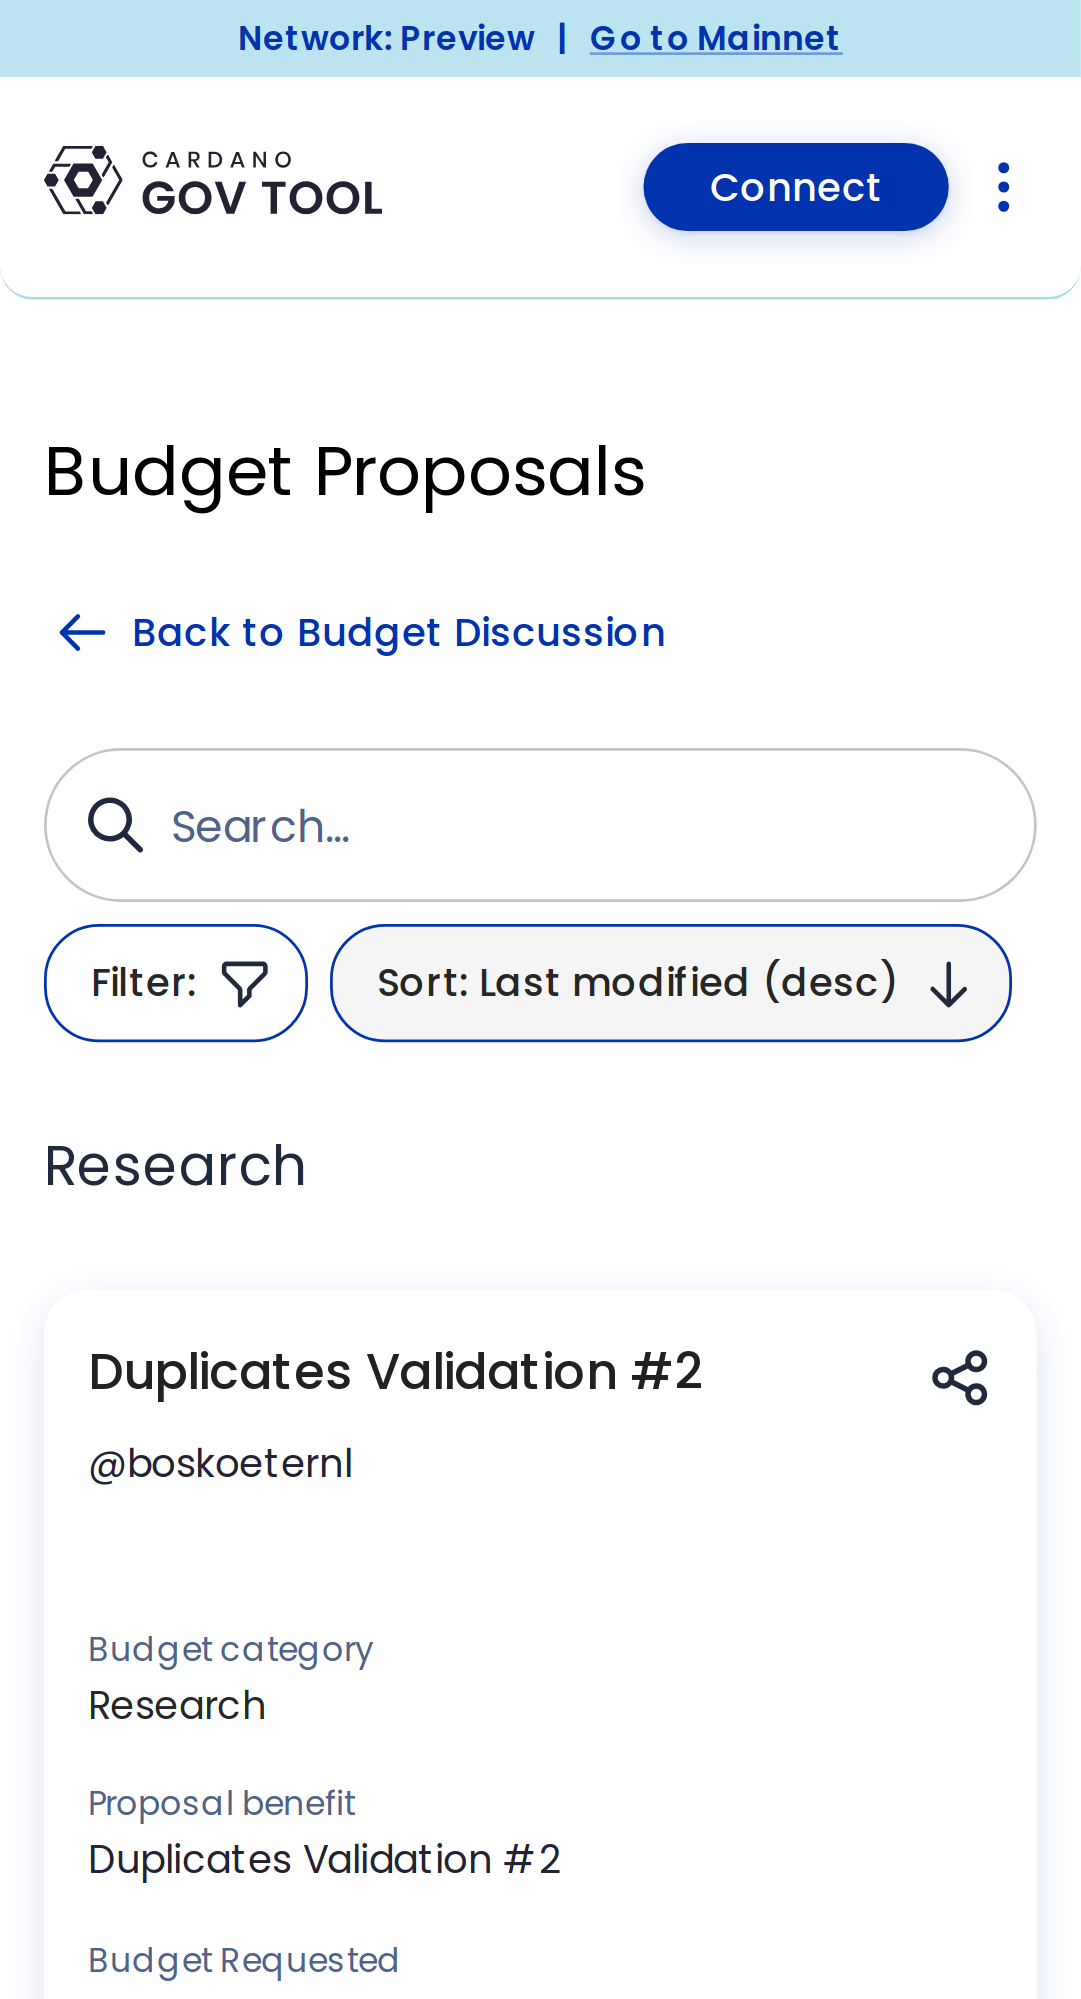 Network: Preview | Go to Mainnet
CARDANO
GOV TOOL
Connect
Budget Proposals
Back to Budget Discussion
Search...
Filter:
Sort: Last modified (desc)
Research
Duplicates Validation #2
@boskoeternl
Budget category
Research
Proposal benefit
Duplicates Validation #2
Budget Requested